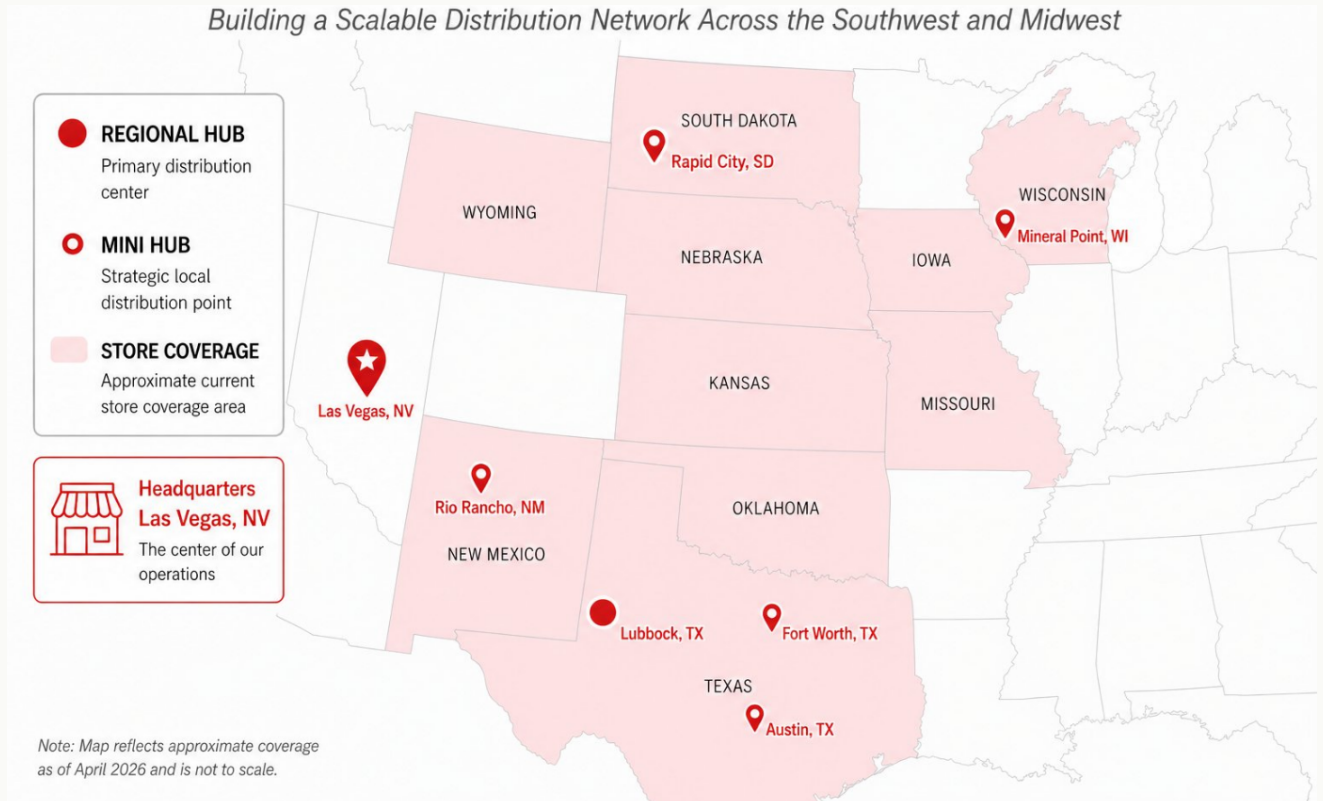 Building a Scalable Distribution Network Across the Southwest and Midwest
REGIONAL HUB
Primary distribution
center
MINI HUB
Strategic local
distribution point
STORE COVERAGE
Approximate current
store coverage area
Headquarters
Las Vegas, NV
The center of our
operations
SOUTH DAKOTA
Rapid City, SD
WYOMING
WISCONSIN
Mineral Point, WI
NEBRASKA
IOWA
Las Vegas, NV
KANSAS
MISSOURI
Rio Rancho, NM
OKLAHOMA
NEW MEXICO
Lubbock, TX
Fort Worth, TX
TEXAS
Austin, TX
Note: Map reflects approximate coverage
as of April 2026 and is not to scale.